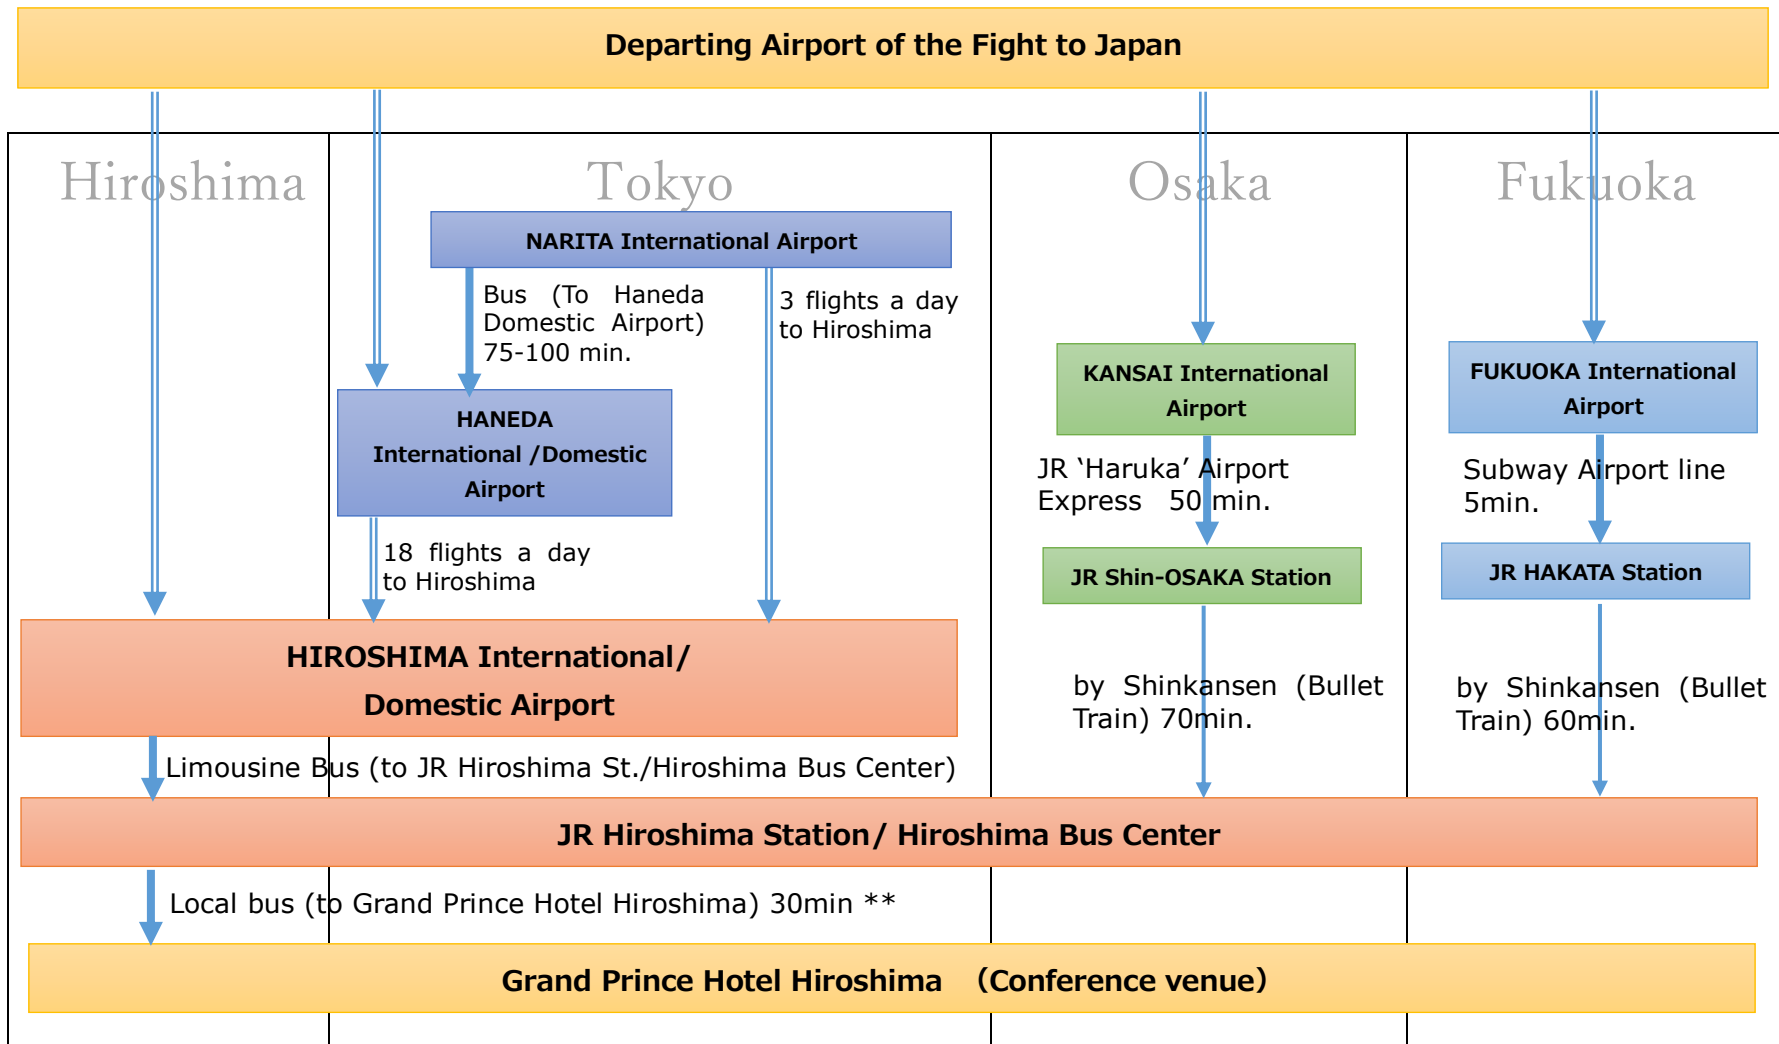 Departing Airport of the Fight to Japan
Hiroshima
Tokyo
Osaka
Fukuoka
NARITA International Airport
Bus (To Haneda
Domestic Airport)
75-100 min.
3 flights a day
to Hiroshima
HANEDA
International /Domestic
Airport
18 flights a day
to Hiroshima
KANSAI International
Airport
JR ‘Haruka’ Airport
Express 50 min.
JR Shin-OSAKA Station
by Shinkansen (Bullet
Train) 70min.
FUKUOKA International
Airport
Subway Airport line
5min.
JR HAKATA Station
by Shinkansen (Bullet
Train) 60min.
HIROSHIMA International/
Domestic Airport
Limousine Bus (to JR Hiroshima St./Hiroshima Bus Center)
JR Hiroshima Station/ Hiroshima Bus Center
Local bus (to Grand Prince Hotel Hiroshima) 30min **
Grand Prince Hotel Hiroshima （Conference venue）